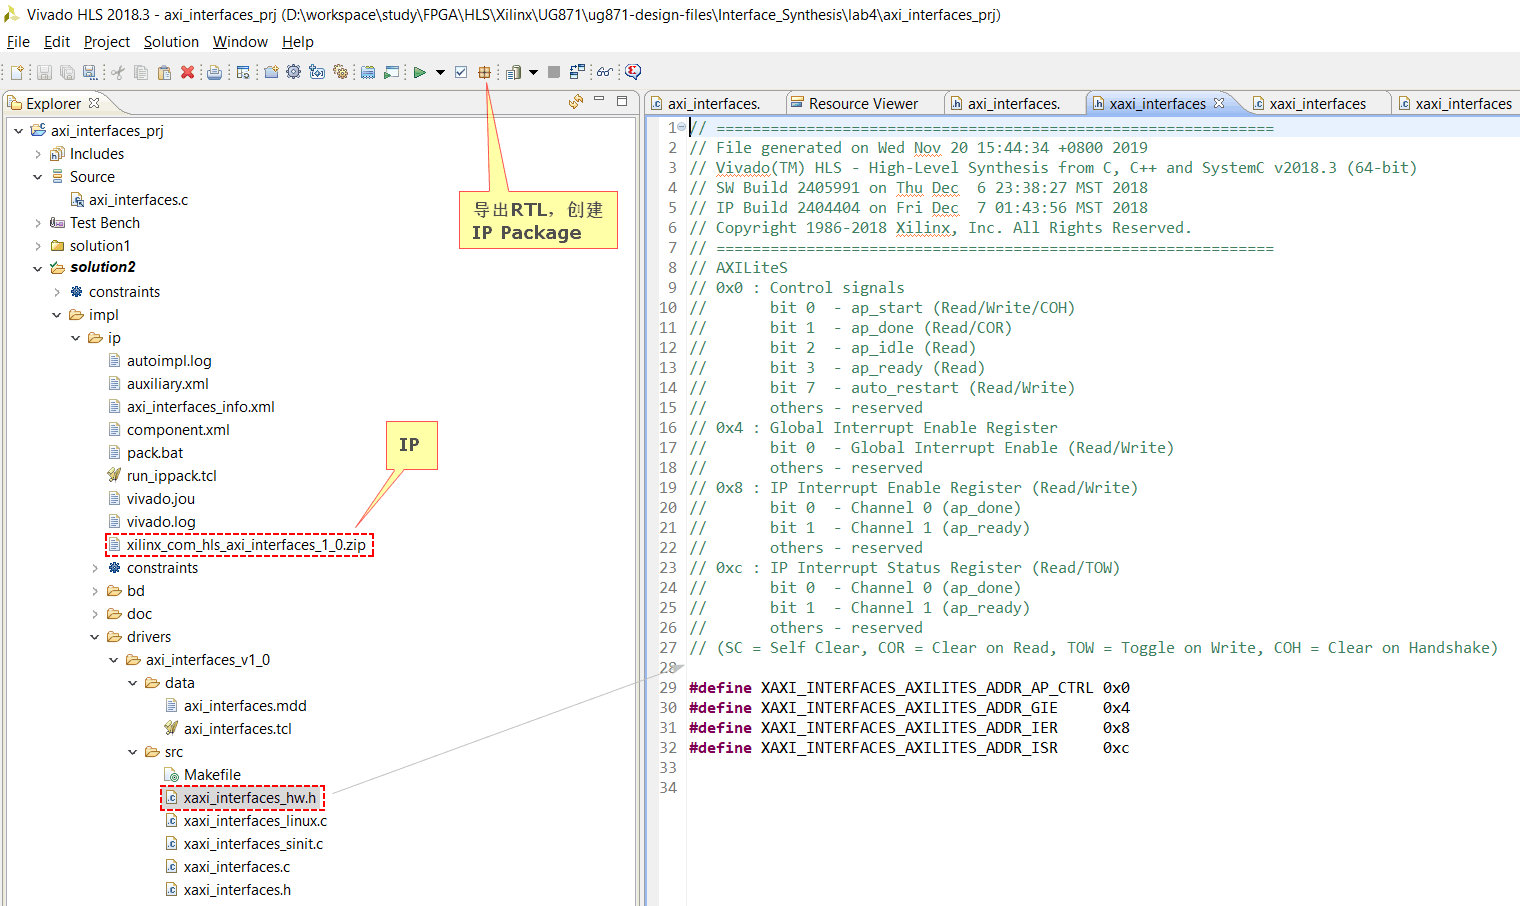 Vivado HLS 2018.3 - axi_interfaces_prj (D:\workspace\study\FPGA\HLS\Xilinx\UG871\ug871-design-files\Interface_Synthesis\lab4\axi_interfaces_prj)
File Edit Project Solution Window Help
Explorer
axi_interfaces_prj
Includes
Source
axi_interfaces.c
Test Bench
solution1
solution2
constraints
impl
ip
autoimpl.log
auxiliary.xml
axi_interfaces_info.xml
component.xml
pack.bat
run_ippack.tcl
vivado.jou
vivado.log
xilinx_com_hls_axi_interfaces_1_0.zip
constraints
bd
doc
drivers
axi_interfaces_v1_0
data
axi_interfaces.mdd
axi_interfaces.tcl
src
Makefile
xaxi_interfaces_hw.h
xaxi_interfaces_linux.c
xaxi_interfaces_sinit.c
xaxi_interfaces.c
xaxi_interfaces.h
导出RTL，创建
IP Package
IP
axi_interfaces. Resource Viewer axi_interfaces. xaxi_interfaces xaxi_interfaces xaxi_interfaces
1 // ==============================================================
2 // File generated on Wed Nov 20 15:44:34 +0800 2019
3 // Vivado(TM) HLS - High-Level Synthesis from C, C++ and SystemC v2018.3 (64-bit)
4 // SW Build 2405991 on Thu Dec  6 23:38:27 MST 2018
5 // IP Build 2404404 on Fri Dec  7 01:43:56 MST 2018
6 // Copyright 1986-2018 Xilinx, Inc. All Rights Reserved.
7 // ==============================================================
8 // AXILiteS
9 // 0x0 : Control signals
10 //       bit 0  - ap_start (Read/Write/COH)
11 //       bit 1  - ap_done (Read/COR)
12 //       bit 2  - ap_idle (Read)
13 //       bit 3  - ap_ready (Read)
14 //       bit 7  - auto_restart (Read/Write)
15 //       others - reserved
16 // 0x4 : Global Interrupt Enable Register
17 //       bit 0  - Global Interrupt Enable (Read/Write)
18 //       others - reserved
19 // 0x8 : IP Interrupt Enable Register (Read/Write)
20 //       bit 0  - Channel 0 (ap_done)
21 //       bit 1  - Channel 1 (ap_ready)
22 //       others - reserved
23 // 0xc : IP Interrupt Status Register (Read/TOW)
24 //       bit 0  - Channel 0 (ap_done)
25 //       bit 1  - Channel 1 (ap_ready)
26 //       others - reserved
27 // (SC = Self Clear, COR = Clear on Read, TOW = Toggle on Write, COH = Clear on Handshake)
28
29 #define XAXI_INTERFACES_AXILITES_ADDR_AP_CTRL 0x0
30 #define XAXI_INTERFACES_AXILITES_ADDR_GIE     0x4
31 #define XAXI_INTERFACES_AXILITES_ADDR_IER     0x8
32 #define XAXI_INTERFACES_AXILITES_ADDR_ISR     0xc
33
34